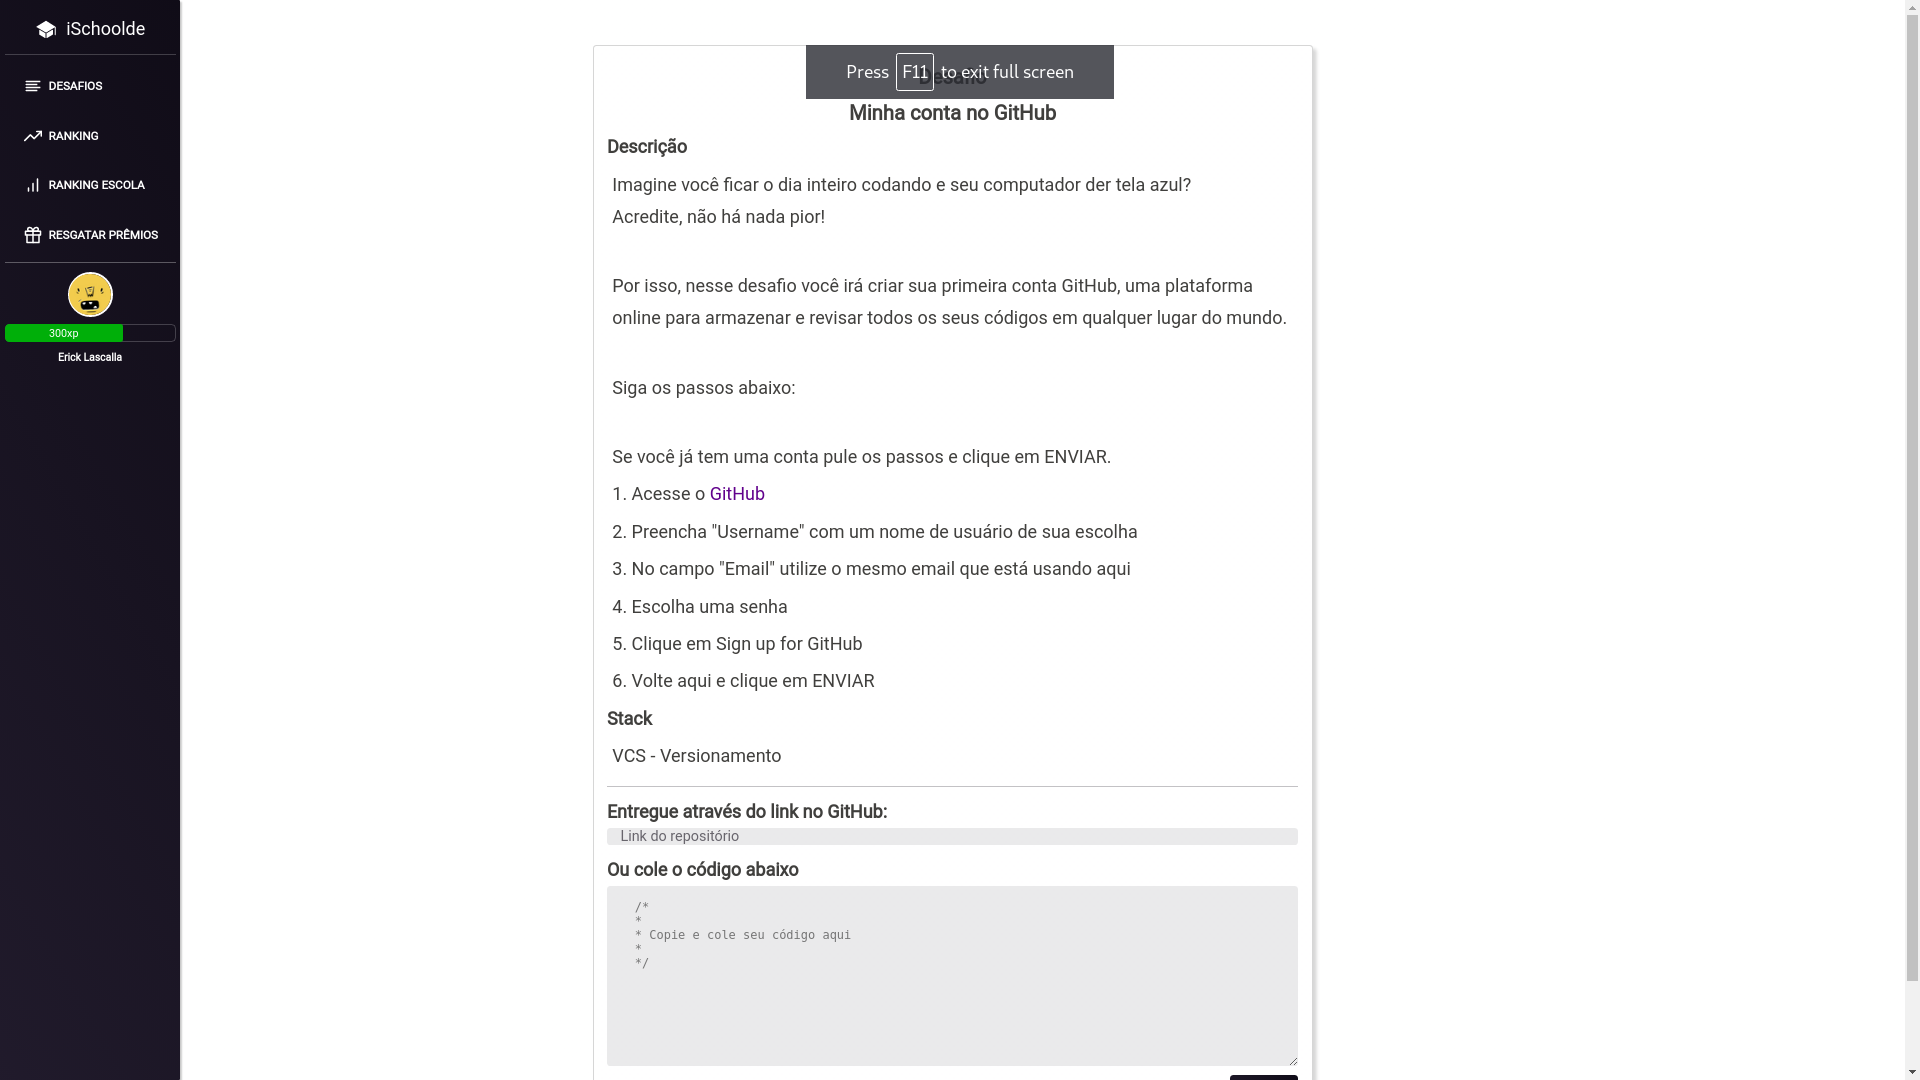 iSchoolde
DESAFIOS
RANKING
RANKING ESCOLA
RESGATAR PRÊMIOS
300xp
Erick Lascalla
Press F11 to exit full screen
Desafio
Minha conta no GitHub
Descrição
Imagine você ficar o dia inteiro codando e seu computador der tela azul?
Acredite, não há nada pior!
Por isso, nesse desafio você irá criar sua primeira conta GitHub, uma plataforma
online para armazenar e revisar todos os seus códigos em qualquer lugar do mundo.
Siga os passos abaixo:
Se você já tem uma conta pule os passos e clique em ENVIAR.
1. Acesse o GitHub
2. Preencha "Username" com um nome de usuário de sua escolha
3. No campo "Email" utilize o mesmo email que está usando aqui
4. Escolha uma senha
5. Clique em Sign up for GitHub
6. Volte aqui e clique em ENVIAR
Stack
VCS - Versionamento
Entregue através do link no GitHub:
Link do repositório
Ou cole o código abaixo
/*
*
* Copie e cole seu código aqui
*
*/